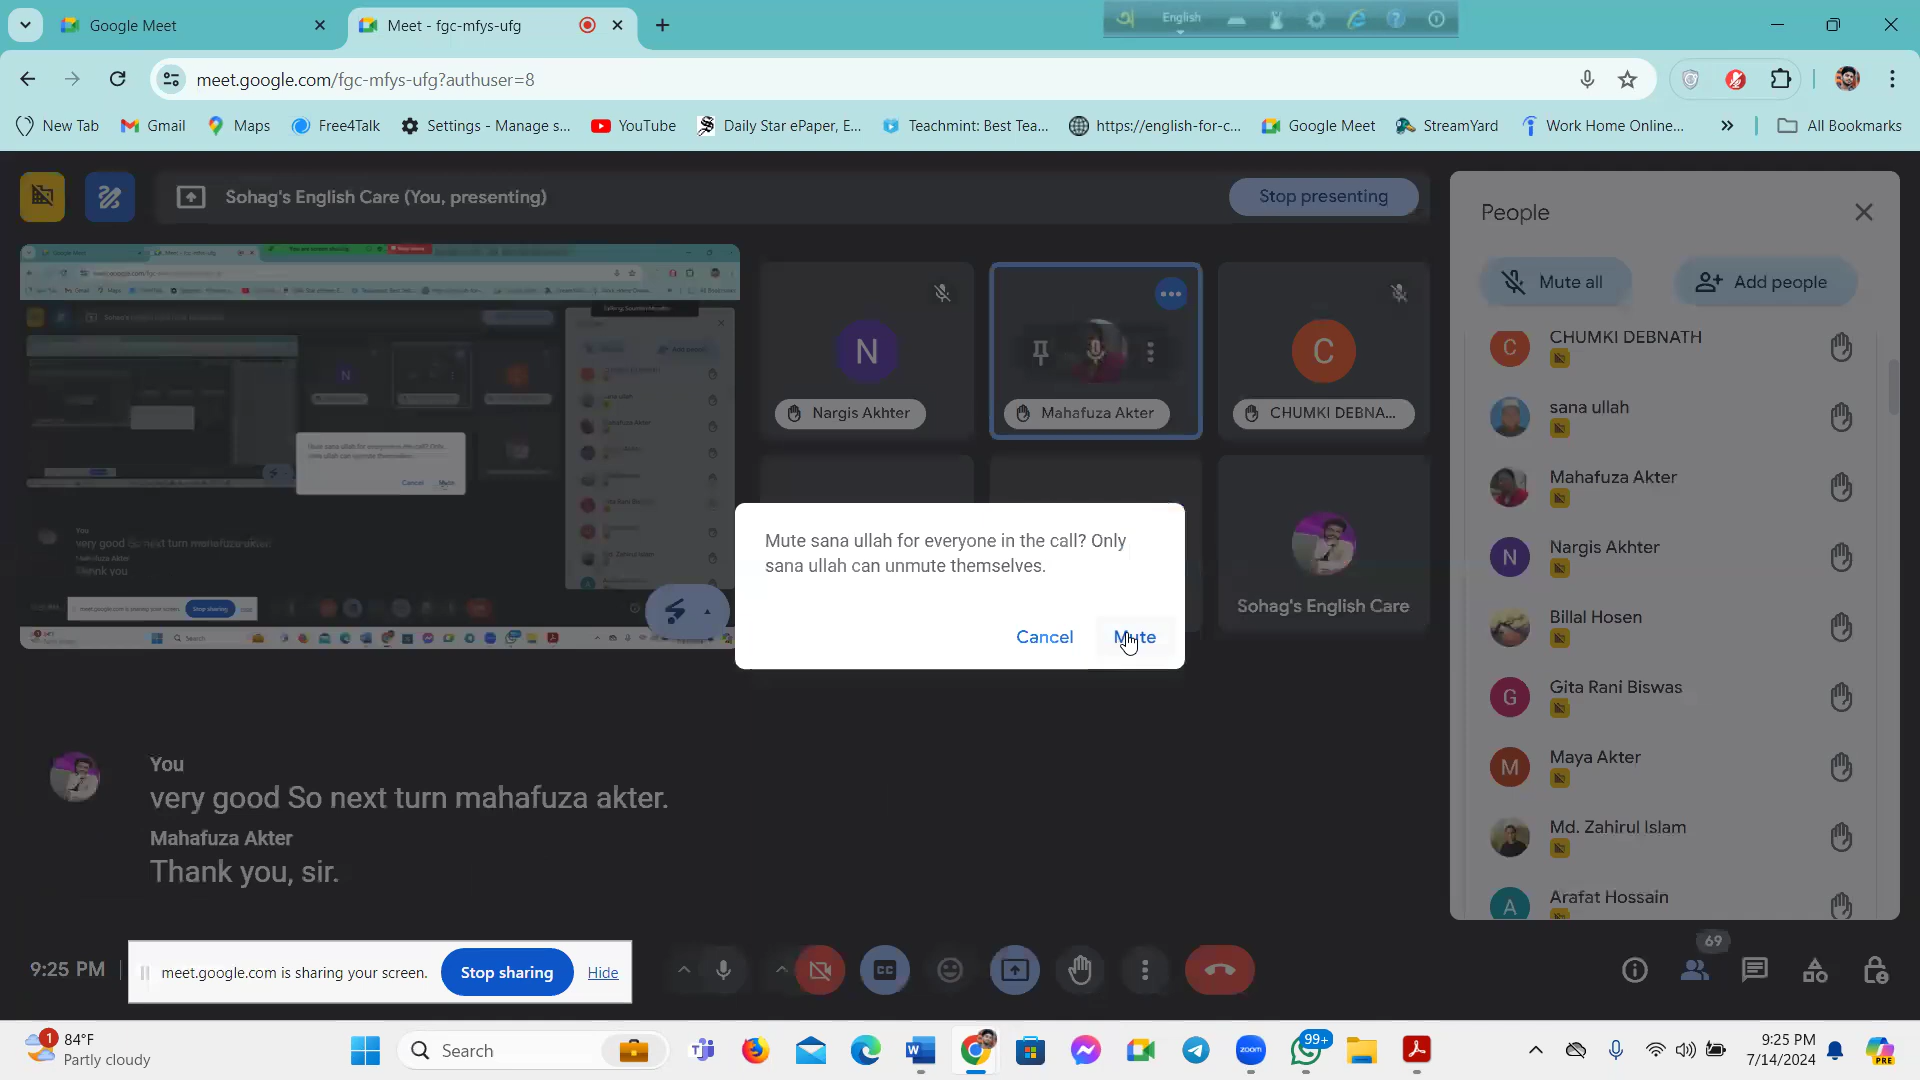 Google Meet
Meet - fgc-mfys-ufg
English
meet.google.com/fgc-mfys-ufg?authuser=8
New Tab
Gmail
Maps
Free4Talk
Settings - Manage s...
YouTube
Daily Star ePaper, E...
Teachmint: Best Tea...
https://english-for-c...
Google Meet
StreamYard
Work Home Online...
All Bookmarks
Sohag's English Care (You, presenting)
Stop presenting
People
Mute all
Add people
N
Nargis Akhter
Mahafuza Akter
C
CHUMKI DEBNA...
Sohag's English Care
C
CHUMKI DEBNATH
sana ullah
Mahafuza Akter
N
Nargis Akhter
Billal Hosen
G
Gita Rani Biswas
M
Maya Akter
Md. Zahirul Islam
A
Arafat Hossain
Mute sana ullah for everyone in the call? Only
sana ullah can unmute themselves.
Cancel
Mute
You
very good So next turn mahafuza akter.
Mahafuza Akter
Thank you, sir.
9:25 PM
meet.google.com is sharing your screen.
Stop sharing
Hide
CC
69
1
84°F
Partly cloudy
Search
zoom
99+
9:25 PM
7/14/2024
PRE